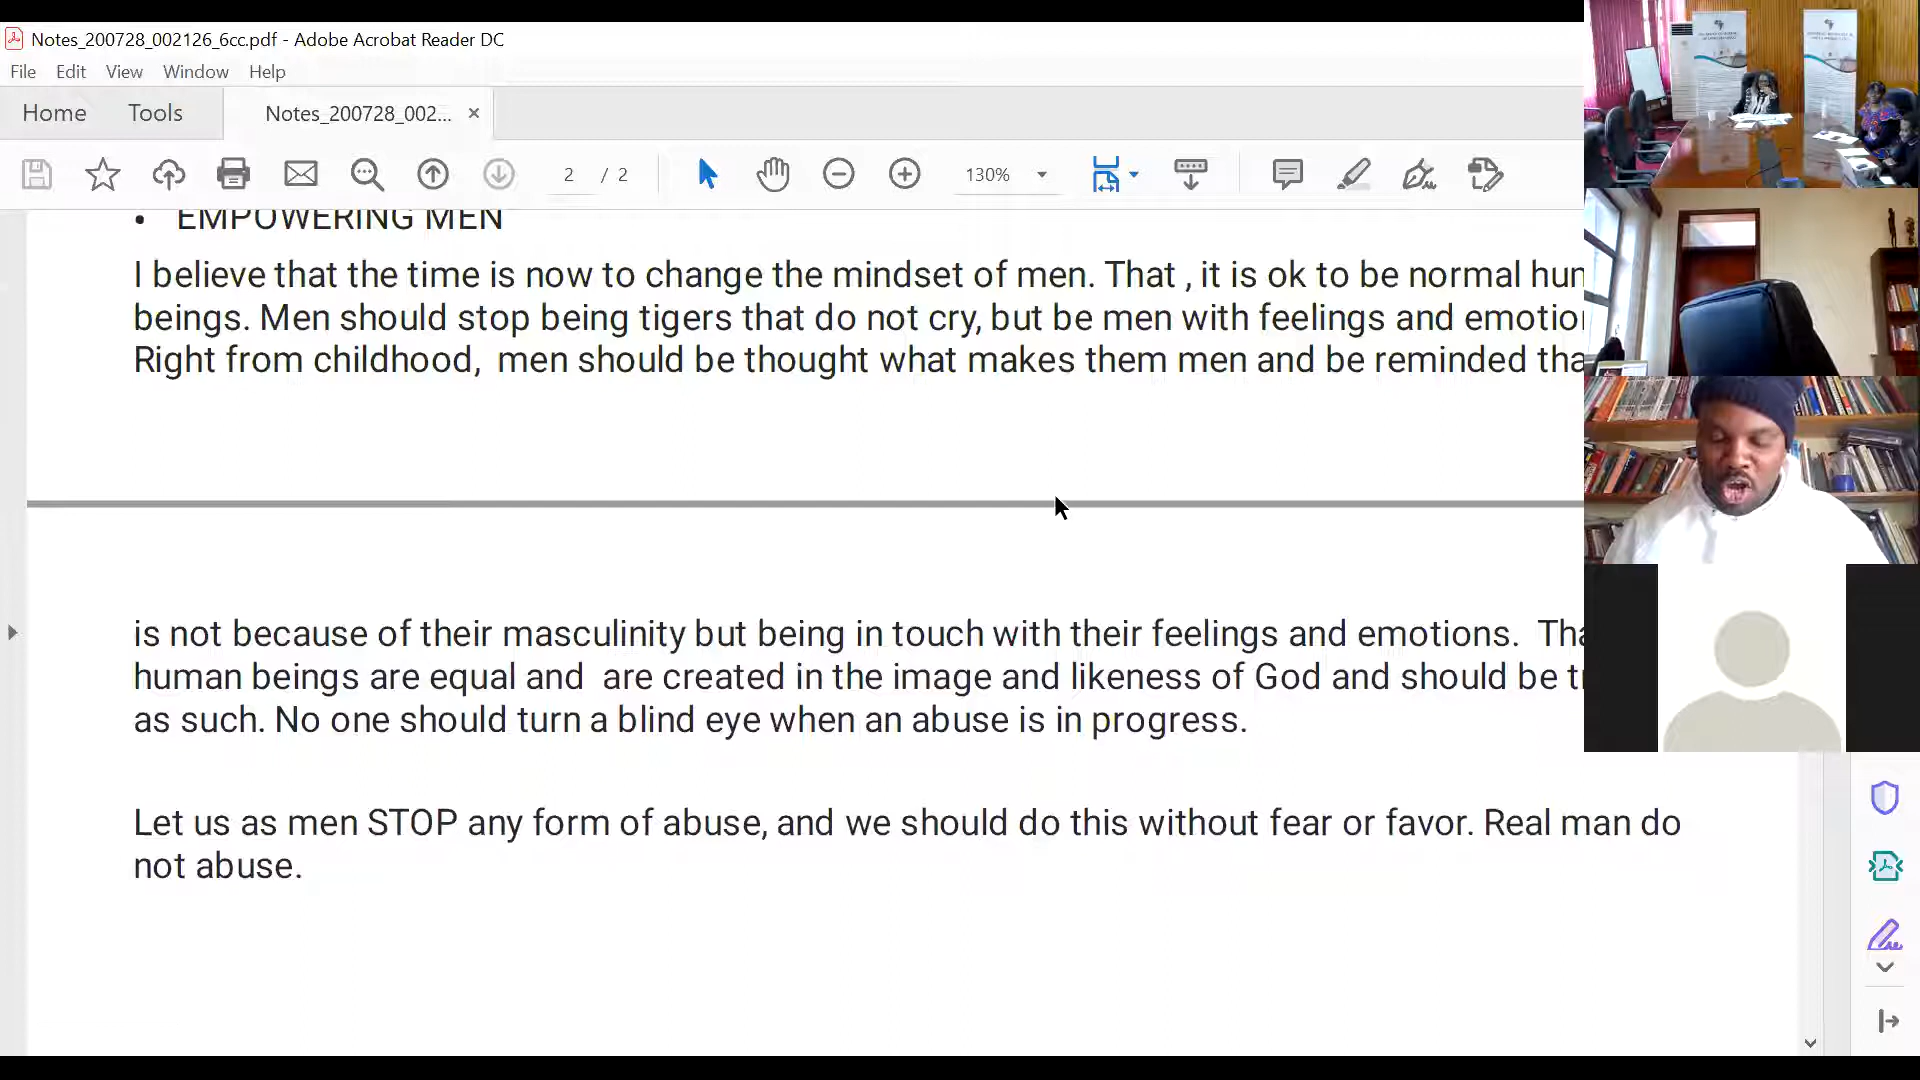 Notes_200728_002126_6cc.pdf - Adobe Acrobat Reader DC
File Edit View Window Help
Home Tools Notes_200728_002... ×
2 / 2 130%
• EMPOWERING MEN
I believe that the time is now to change the mindset of men. That , it is ok to be normal hun
beings. Men should stop being tigers that do not cry, but be men with feelings and emotio
Right from childhood, men should be thought what makes them men and be reminded tha
is not because of their masculinity but being in touch with their feelings and emotions. Tha
human beings are equal and are created in the image and likeness of God and should be t
as such. No one should turn a blind eye when an abuse is in progress.
Let us as men STOP any form of abuse, and we should do this without fear or favor. Real man do
not abuse.